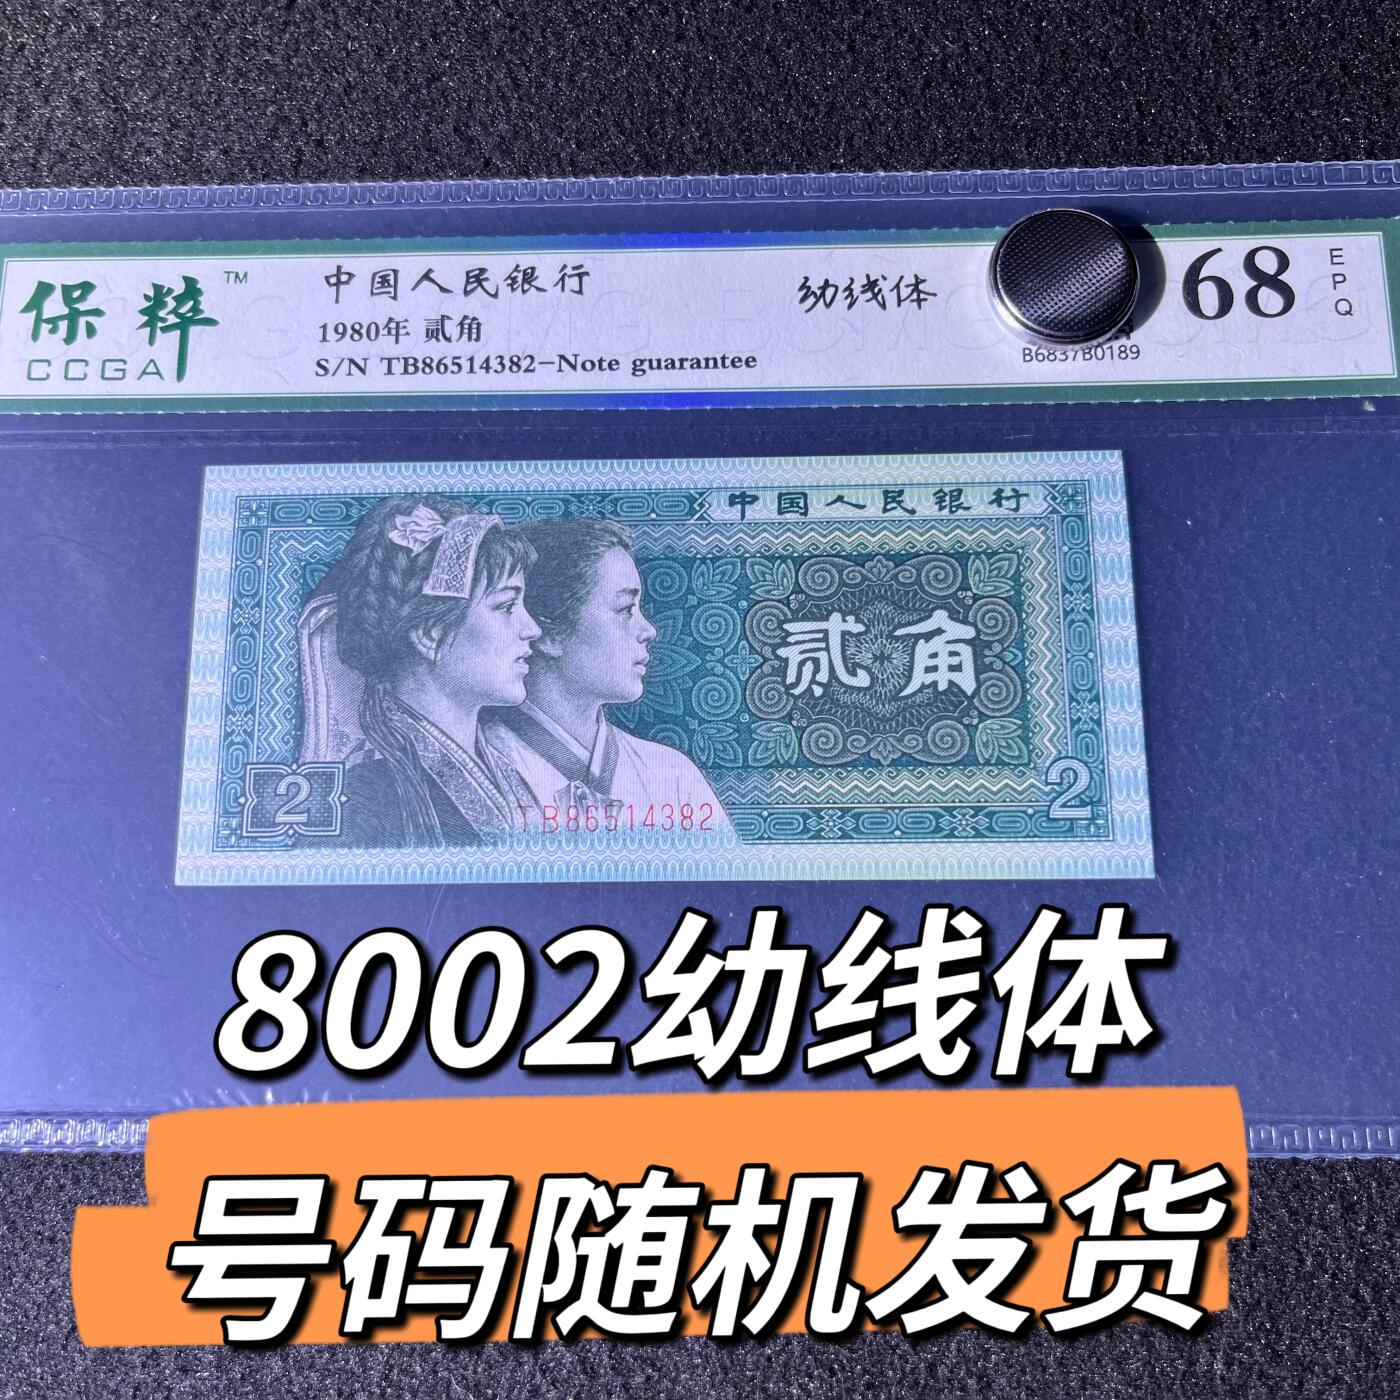 保粹™
CCGA
中国人民银行
1980年 贰角
S/N TB86514382-Note guarantee
幼线体
B6837B0189
68
EPQ
中国人民银行
贰角
2
2
TB86514382
8002幼线体
号码随机发货